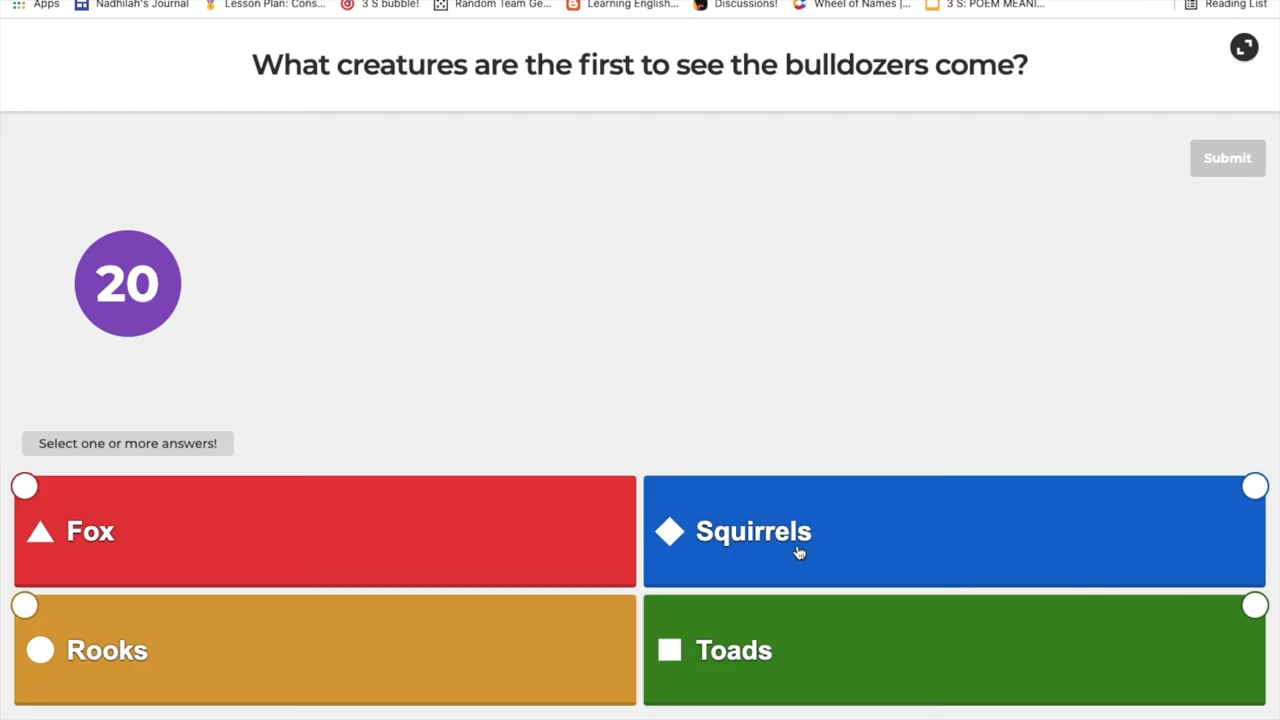 Apps Nadhilah's Journal Lesson Plan: Cons... 3 S bubble! Random Team Ge... Learning English... Discussions! Wheel of Names |... 3 S: POEM MEANI... Reading List
What creatures are the first to see the bulldozers come?
Submit
20
Select one or more answers!
Fox Squirrels
Rooks Toads